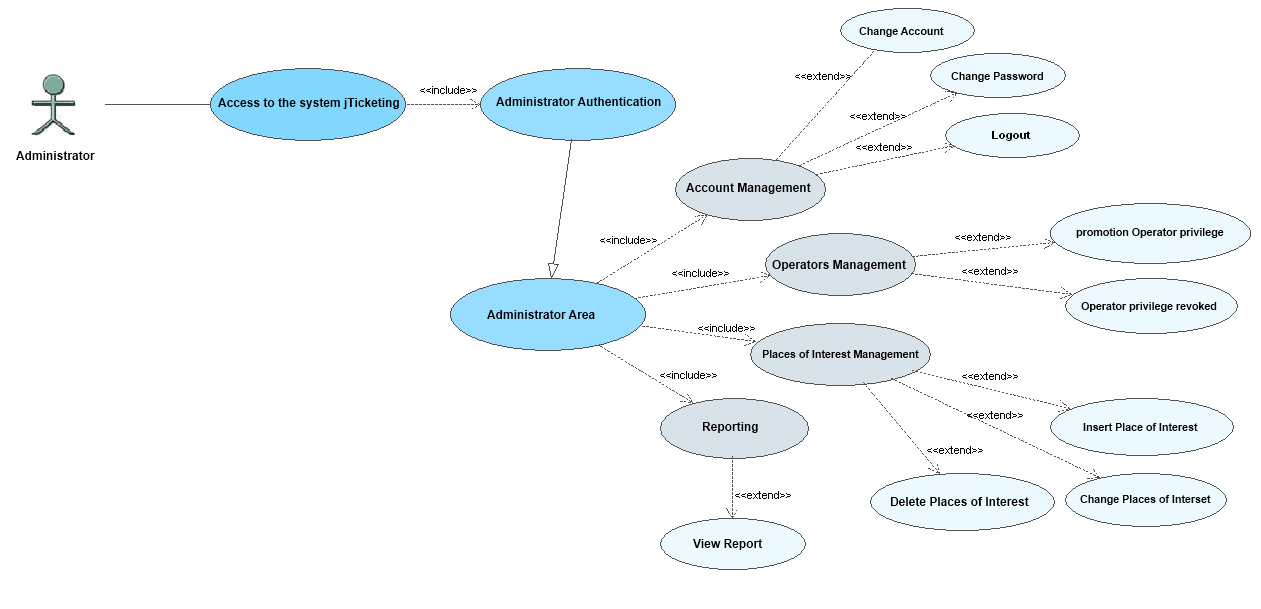 Change Account
<<extend>>
Change Password
Access to the system jTicketing
<<include>>
Administrator Authentication
<<extend>>
Logout
<<extend>>
Administrator
Account Management
<<include>>
promotion Operator privilege
<<extend>>
Operators Management
<<include>>
<<extend>>
Operator privilege revoked
Administrator Area
<<include>>
Places of Interest Management
<<include>>
<<extend>>
Reporting
<<extend>>
Insert Place of Interest
<<extend>>
<<extend>>
Delete Places of Interest
Change Places of Interset
View Report